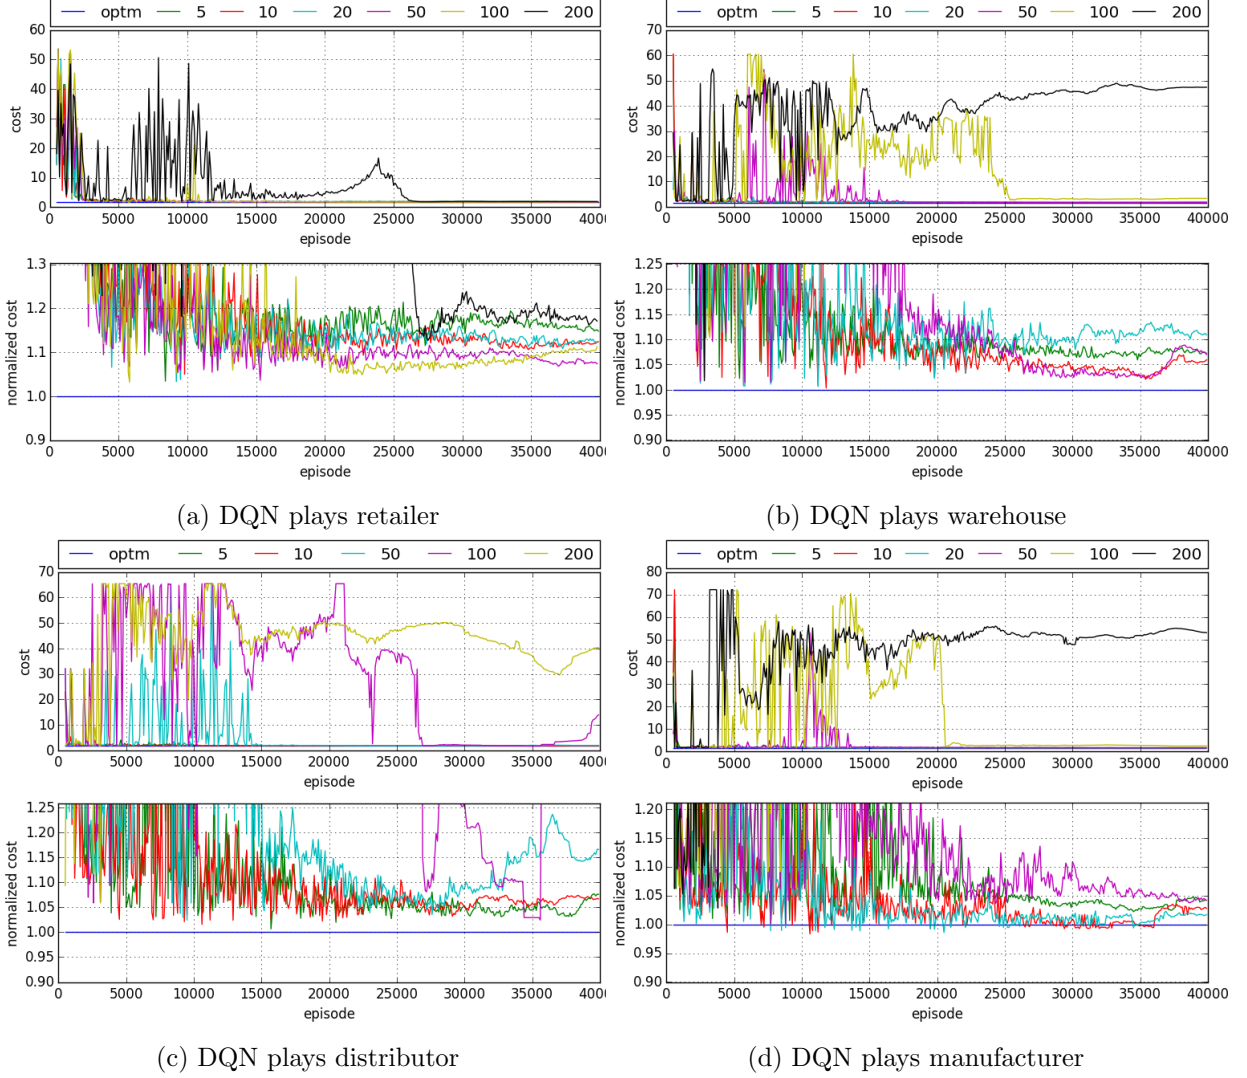 optm 5 10 20 50 100 200
60
50
40
30
20
10
0
cost
0 5000 10000 15000 20000 25000 30000 35000 4000
episode
1.3
1.2
1.1
1.0
0.9
normalized cost
0 5000 10000 15000 20000 25000 30000 35000 4000
episode
(a) DQN plays retailer
optm 5 10 20 50 100 200
70
60
50
40
30
20
10
0
cost
0 5000 10000 15000 20000 25000 30000 35000 40000
episode
1.25
1.20
1.15
1.10
1.05
1.00
0.95
0.90
normalized cost
0 5000 10000 15000 20000 25000 30000 35000 40000
episode
(b) DQN plays warehouse
optm 5 10 50 100 200
70
60
50
40
30
20
10
0
cost
0 5000 10000 15000 20000 25000 30000 35000 4000
episode
1.25
1.20
1.15
1.10
1.05
1.00
0.95
0.90
normalized cost
0 5000 10000 15000 20000 25000 30000 35000 4000
episode
(c) DQN plays distributor
optm 5 10 20 50 100 200
80
70
60
50
40
30
20
10
0
cost
0 5000 10000 15000 20000 25000 30000 35000 40000
episode
1.20
1.15
1.10
1.05
1.00
0.95
0.90
normalized cost
0 5000 10000 15000 20000 25000 30000 35000 40000
episode
(d) DQN plays manufacturer